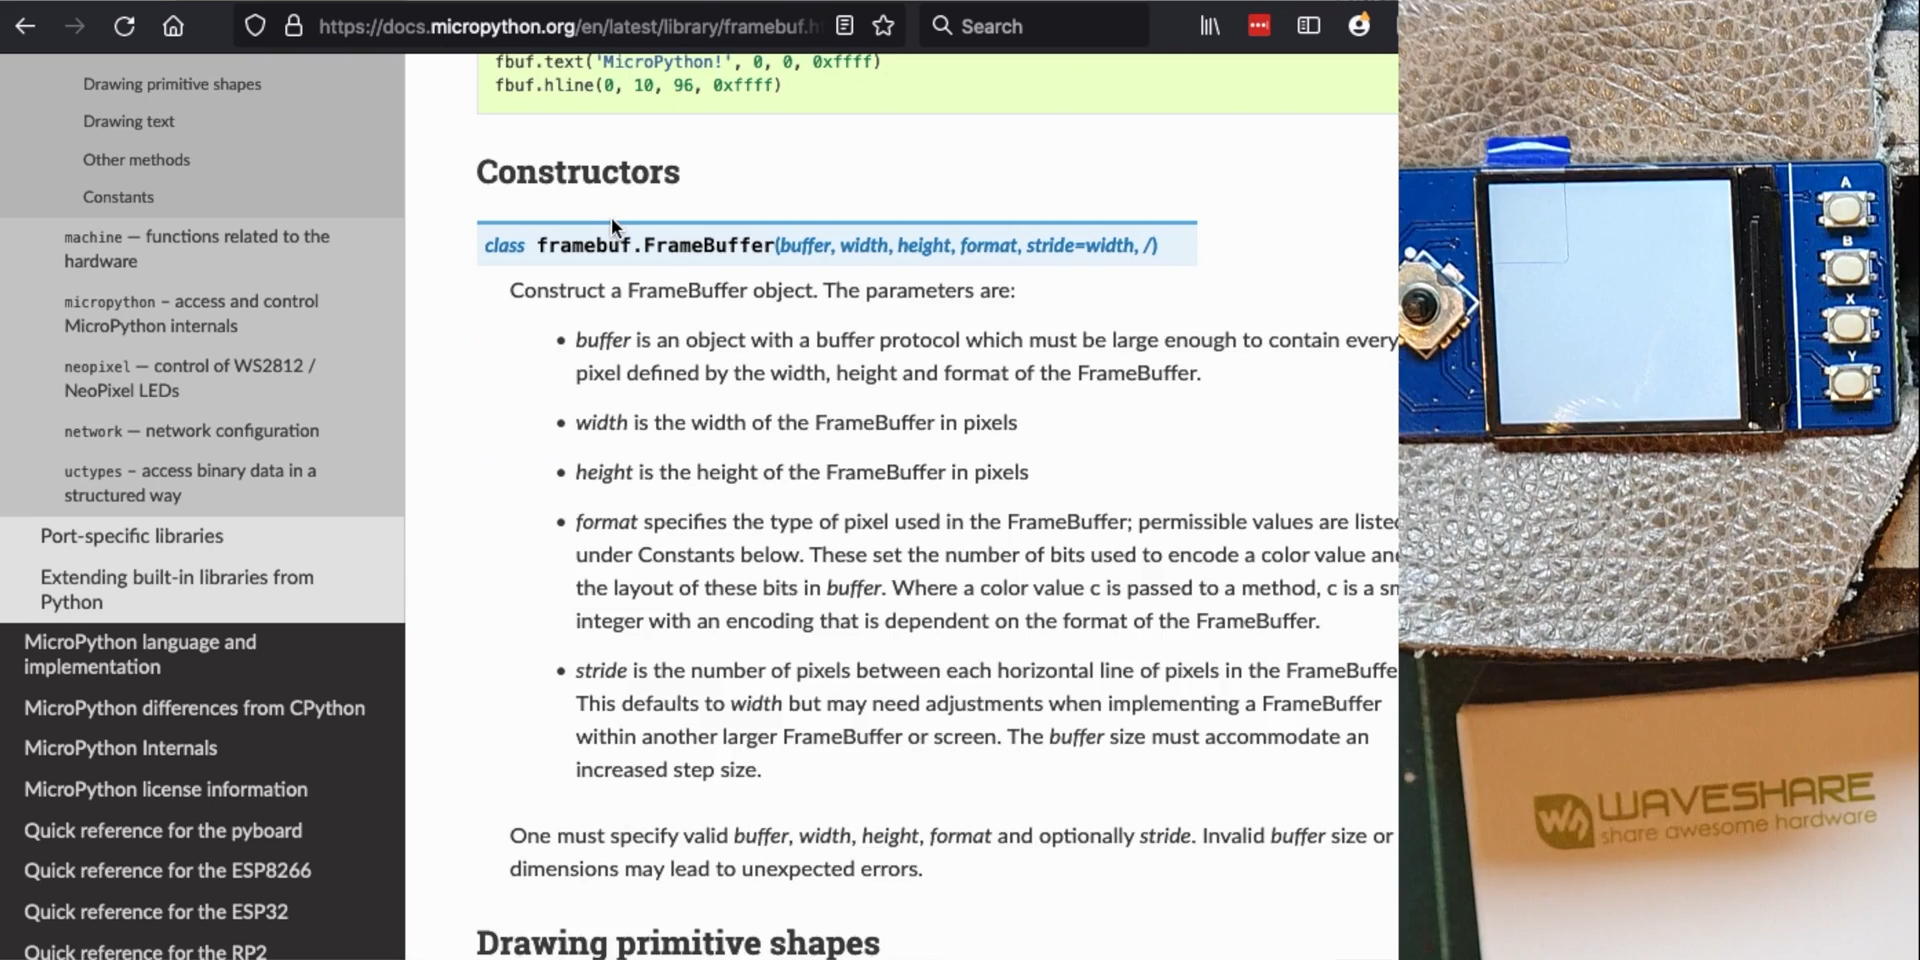 https://docs.micropython.org/en/latest/library/framebuf.h
Search
Drawing primitive shapes
Drawing text
Other methods
Constants
machine — functions related to the
hardware
micropython – access and control
MicroPython internals
neopixel — control of WS2812 /
NeoPixel LEDs
network — network configuration
uctypes – access binary data in a
structured way
Port-specific libraries
Extending built-in libraries from
Python
MicroPython language and
implementation
MicroPython differences from CPython
MicroPython Internals
MicroPython license information
Quick reference for the pyboard
Quick reference for the ESP8266
Quick reference for the ESP32
Quick reference for the RP2
fbuf.text('MicroPython!', 0, 0, 0xffff)
fbuf.hline(0, 10, 96, 0xffff)
Constructors
class framebuf.FrameBuffer(buffer, width, height, format, stride=width, /)
Construct a FrameBuffer object. The parameters are:
• buffer is an object with a buffer protocol which must be large enough to contain every
pixel defined by the width, height and format of the FrameBuffer.
• width is the width of the FrameBuffer in pixels
• height is the height of the FrameBuffer in pixels
• format specifies the type of pixel used in the FrameBuffer; permissible values are listed
under Constants below. These set the number of bits used to encode a color value and
the layout of these bits in buffer. Where a color value c is passed to a method, c is a sm
integer with an encoding that is dependent on the format of the FrameBuffer.
• stride is the number of pixels between each horizontal line of pixels in the FrameBuffe
This defaults to width but may need adjustments when implementing a FrameBuffer
within another larger FrameBuffer or screen. The buffer size must accommodate an
increased step size.
One must specify valid buffer, width, height, format and optionally stride. Invalid buffer size or
dimensions may lead to unexpected errors.
Drawing primitive shapes
A
B
X
Y
WAVESHARE
share awesome hardware